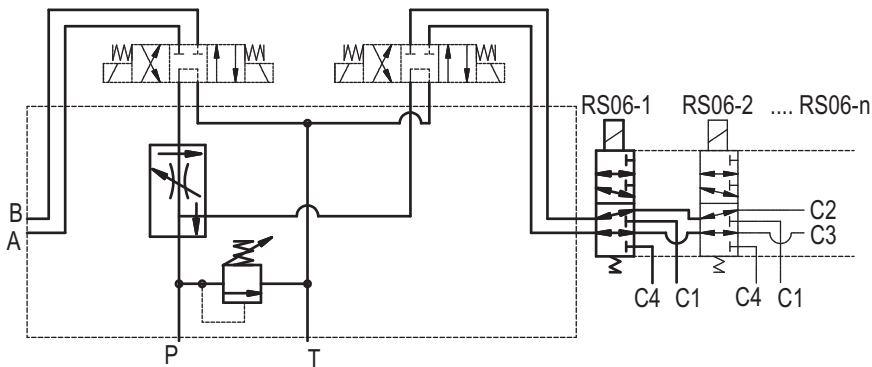 RS06-1 RS06-2 .... RS06-n
B
A
C2
C3
C4 C1 C4 C1
P
T